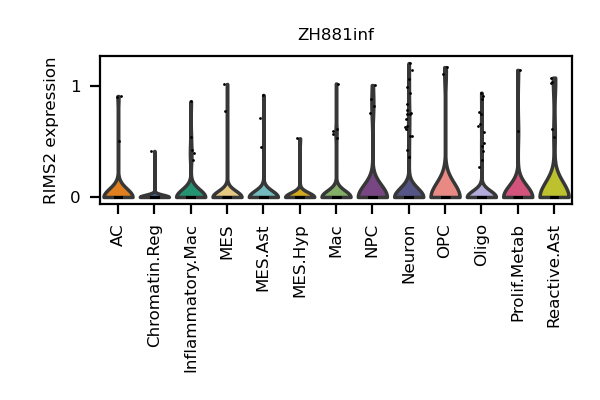 ZH881inf
RIMS2 expression
1
0
AC
Chromatin.Reg
Inflammatory.Mac
MES
MES.Ast
MES.Hyp
Mac
NPC
Neuron
OPC
Oligo
Prolif.Metab
Reactive.Ast